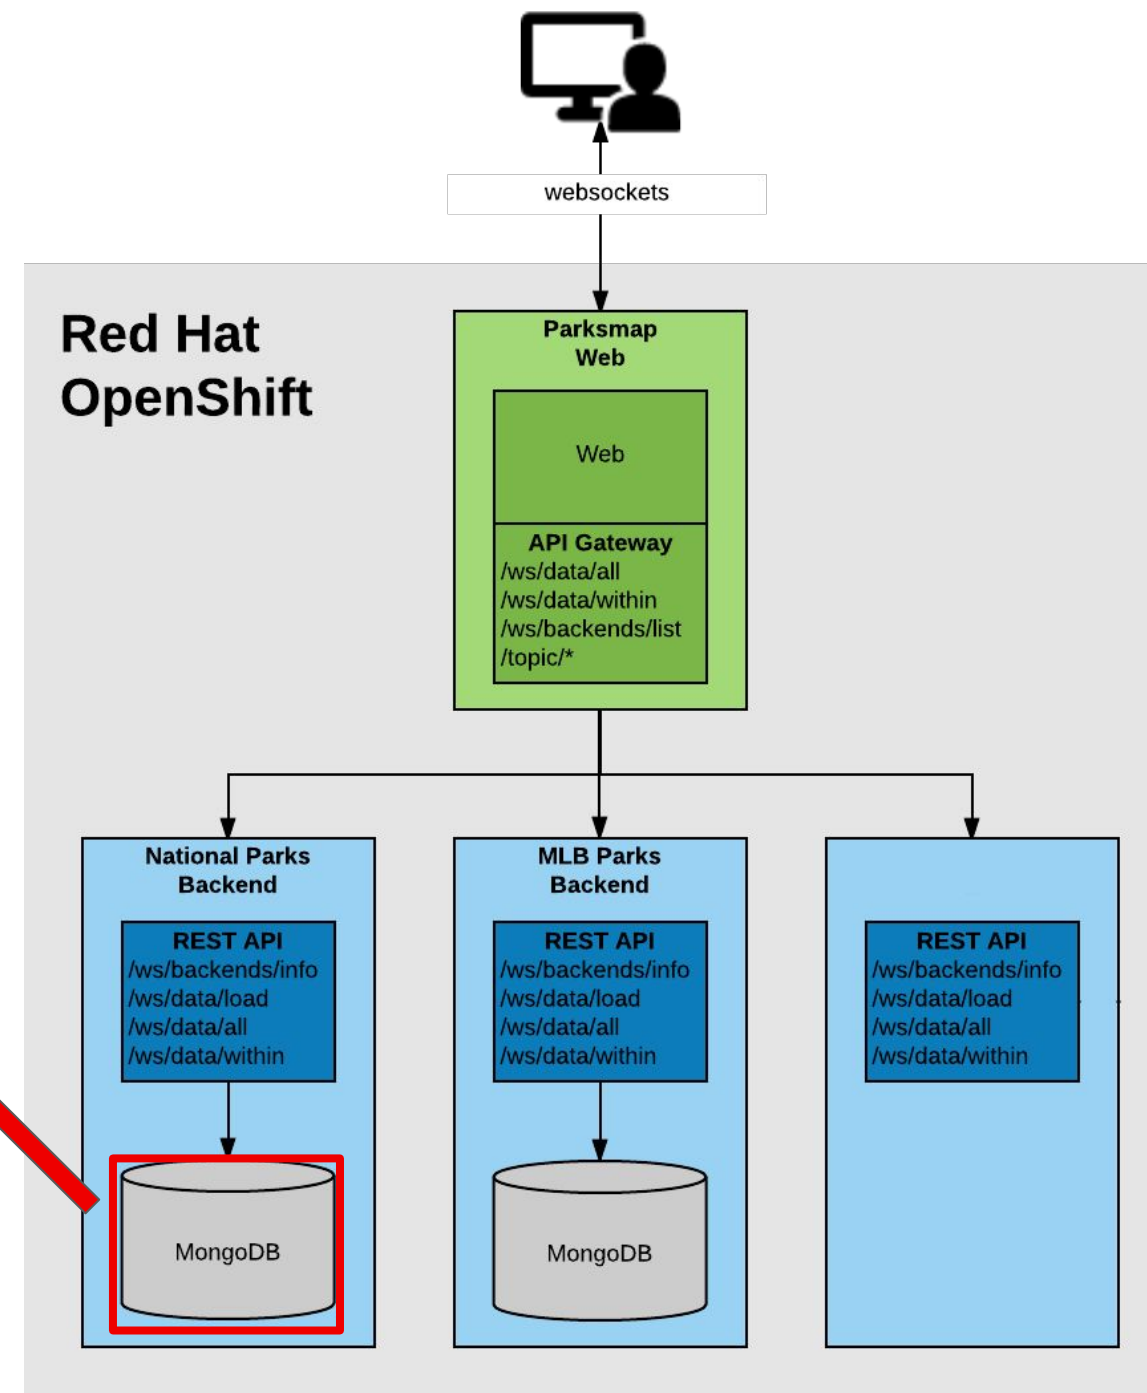 websockets
Red Hat
OpenShift
Parksmap
Web
Web
API Gateway
/ws/data/all
/ws/data/within
/ws/backends/list
/topic/*
National Parks
Backend
REST API
/ws/backends/info
/ws/data/load
/ws/data/all
/ws/data/within
MongoDB
MLB Parks
Backend
REST API
/ws/backends/info
/ws/data/load
/ws/data/all
/ws/data/within
MongoDB
REST API
/ws/backends/info
/ws/data/load
/ws/data/all
/ws/data/within